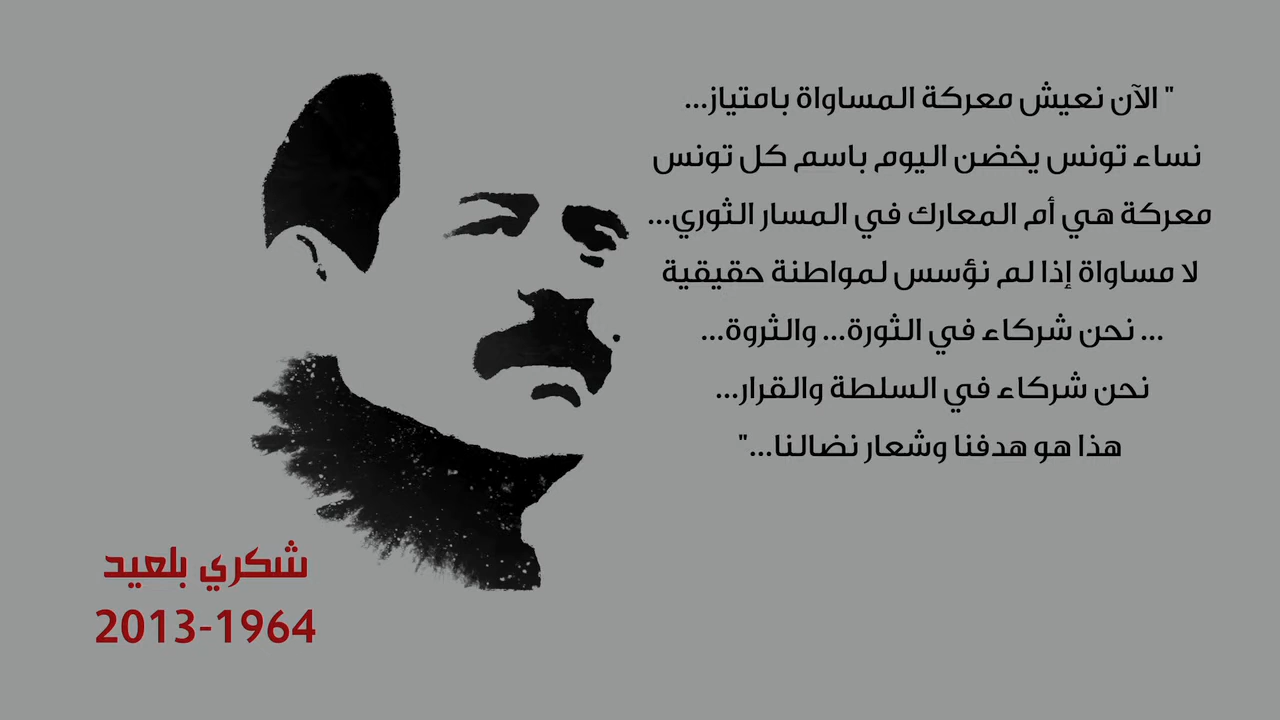 " الآن نعيش معركة المساواة بامتياز...
نساء تونس يخضن اليوم باسم كل تونس
معركة هي أم المعارك في المسار الثوري...
لا مساواة إذا لم نؤسس لمواطنة حقيقية
... نحن شركاء في الثورة... والثروة...
نحن شركاء في السلطة والقرار...
هذا هو هدفنا وشعار نضالنا..."
شكري بلعيد
2013-1964